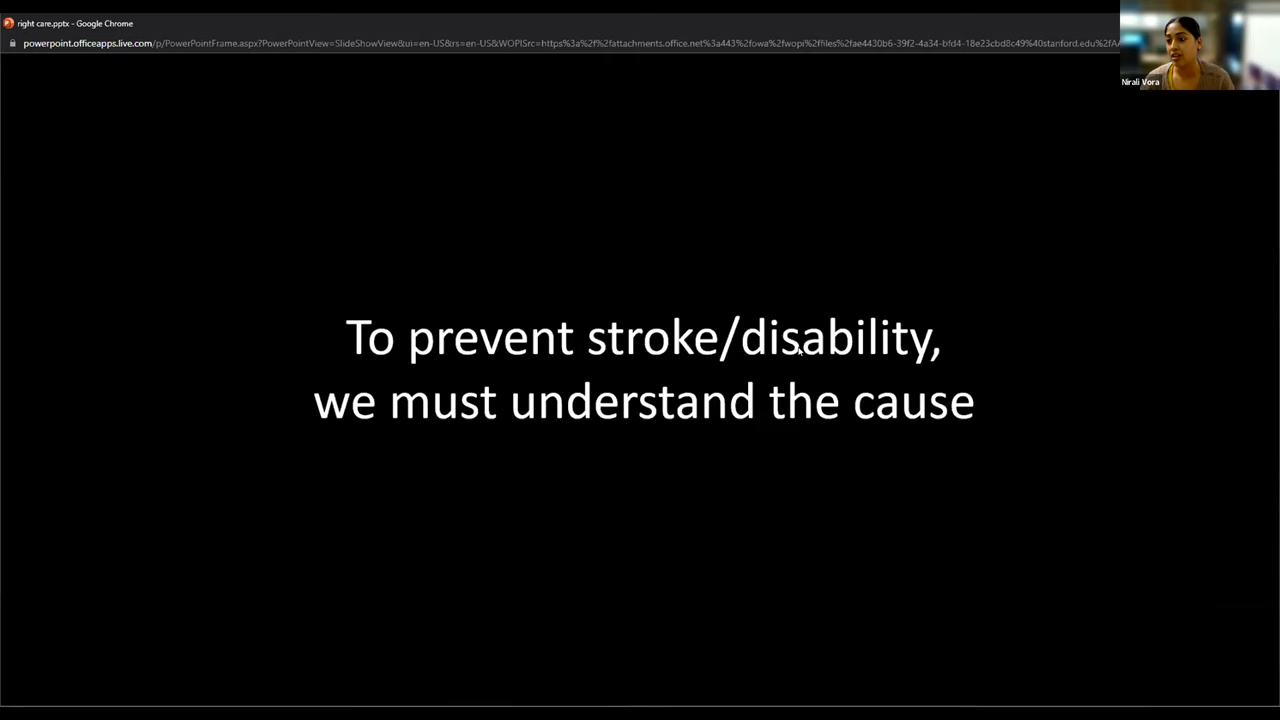 right care.pptx - Google Chrome
powerpoint.officeapps.live.com/p/PowerPointFrame.aspx?PowerPointView=SlideShowView&ui=en-US&rs=en-US&WOPISrc=https%3a%2f%2fattachments.office.net%3a443%2fowa%2fwopi%2ffiles%2fae4430b6-39f2-4a34-bfd4-18e23cbd8c49%40stanford.edu%2fA
Nirali Vora
To prevent stroke/disability,
we must understand the cause